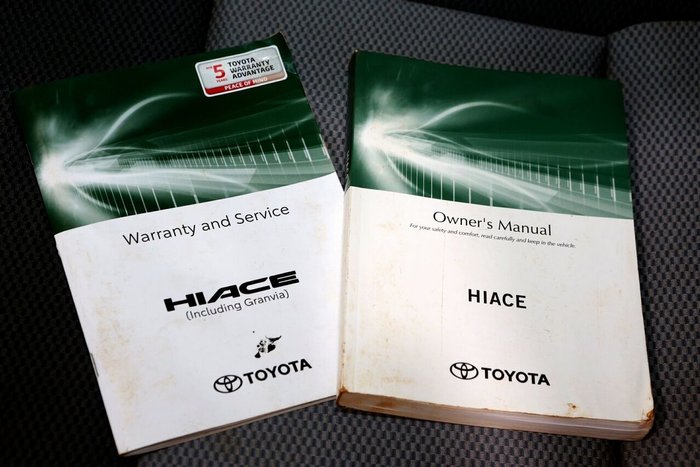 5
YEARS
TOYOTA
WARRANTY
ADVANTAGE
PEACE OF MIND
Warranty and Service
HIACE
(Including Granvia)
TOYOTA
Owner's Manual
For your safety and comfort, read carefully and keep in the vehicle.
HIACE
TOYOTA